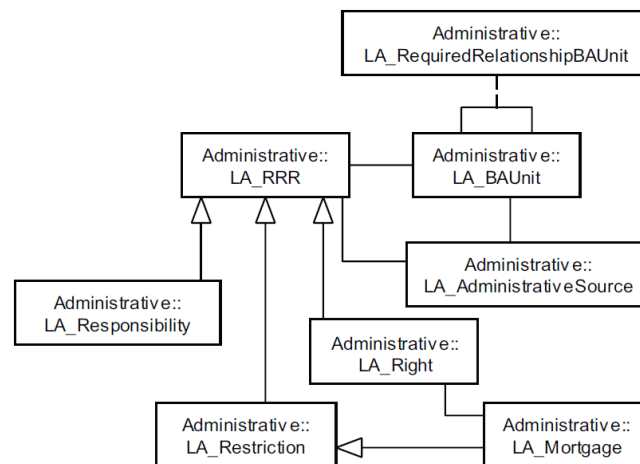 Administrative::
LA_RequiredRelationshipBAUnit
Administrative::
LA_RRR
Administrative::
LA_BAUnit
Administrative::
LA_AdministrativeSource
Administrative::
LA_Responsibility
Administrative::
LA_Right
Administrative::
LA_Restriction
Administrative::
LA_Mortgage